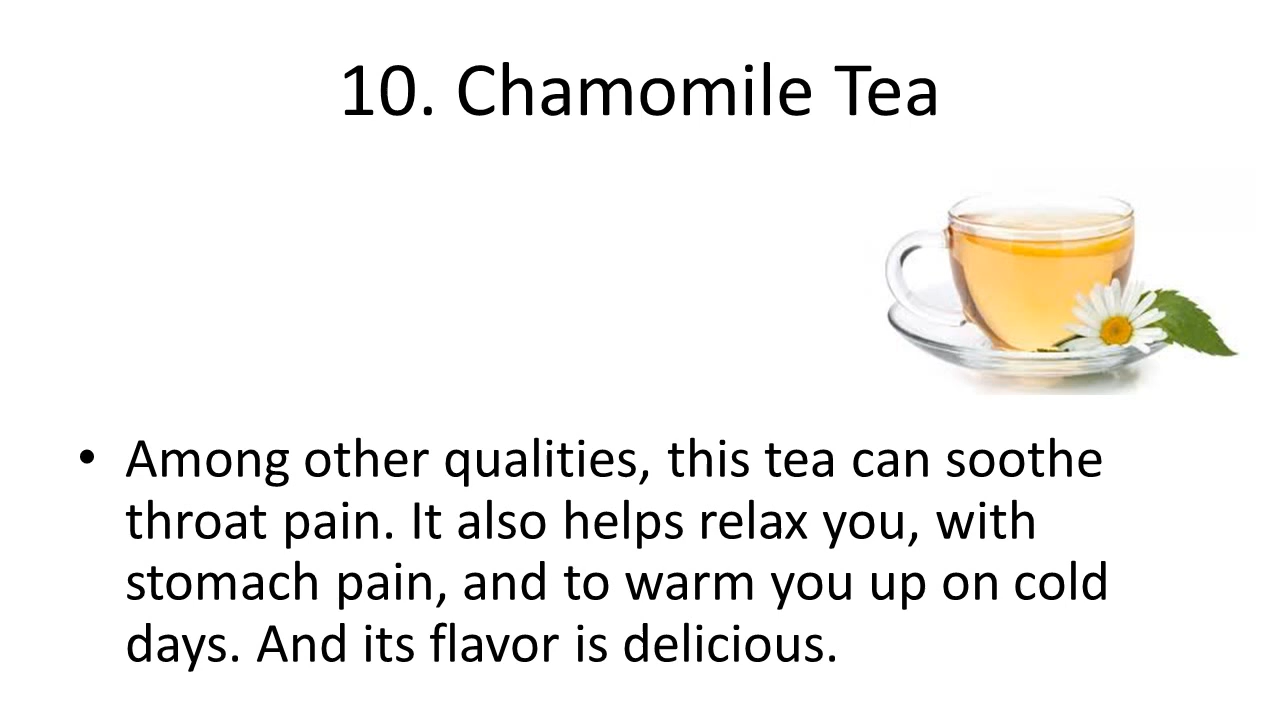 10. Chamomile Tea
• Among other qualities, this tea can soothe
throat pain. It also helps relax you, with
stomach pain, and to warm you up on cold
days. And its flavor is delicious.